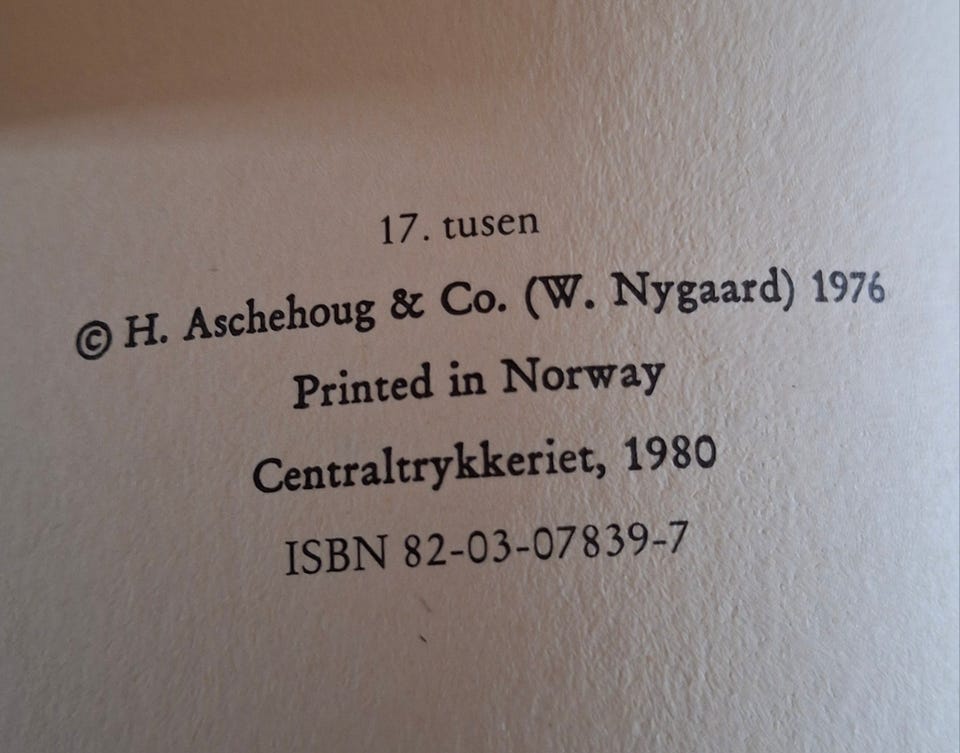 17. tusen
© H. Aschehoug & Co. (W. Nygaard) 1976
Printed in Norway
Centraltrykkeriet, 1980
ISBN 82-03-07839-7